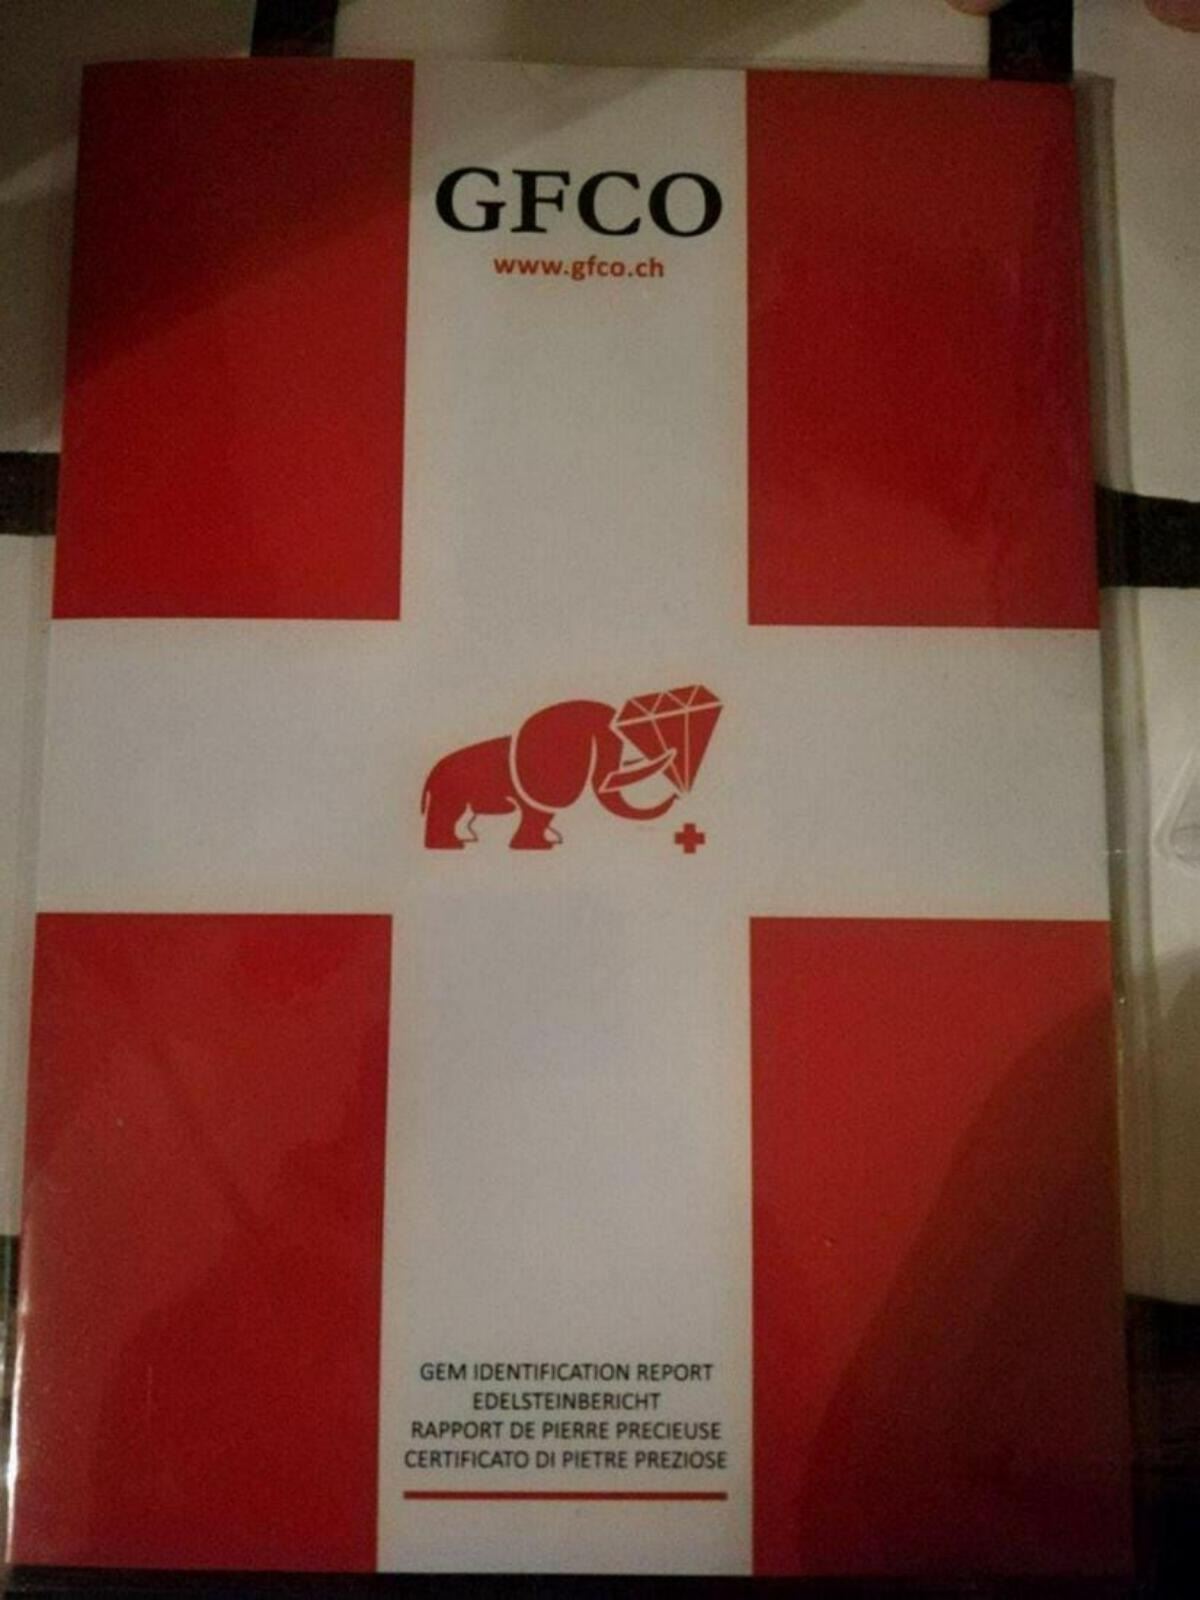 GFCO
www.gfco.ch
GEM IDENTIFICATION REPORT
EDELSTEINBERICHT
RAPPORT DE PIERRE PRECIEUSE
CERTIFICATO DI PIETRE PREZIOSE